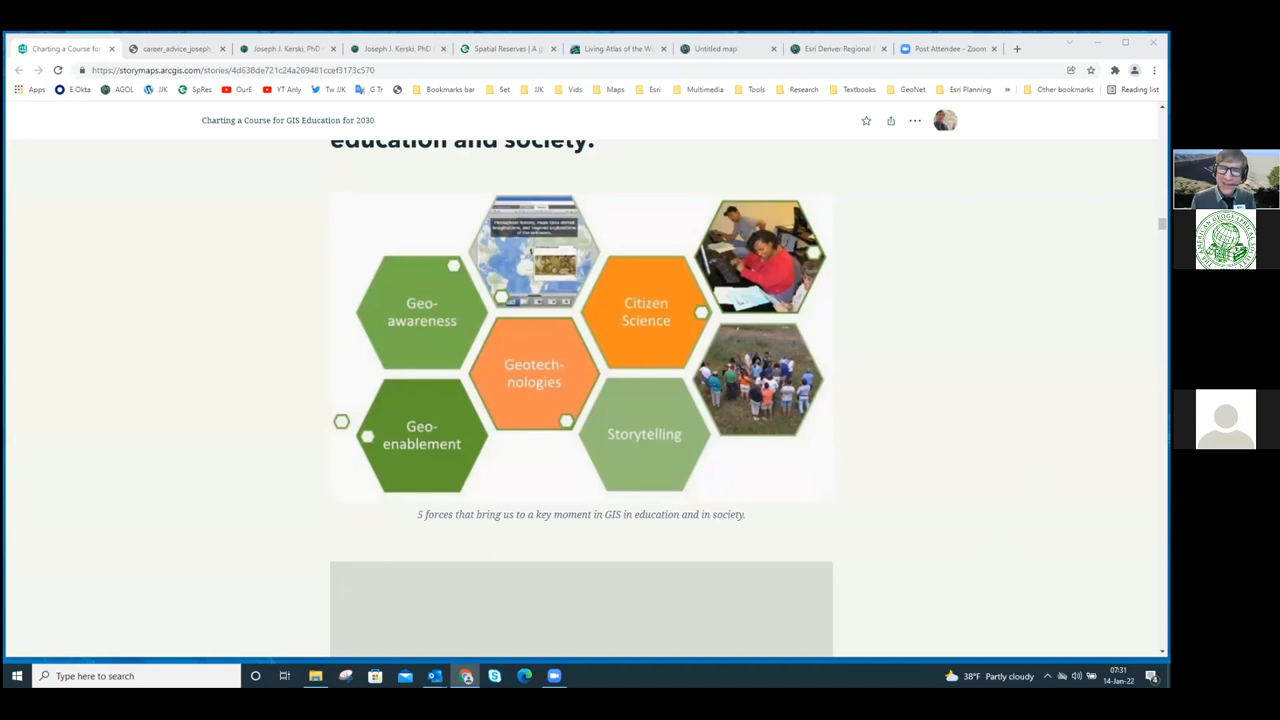 Charting a Course for
career_advice_joseph_
Joseph J. Kerski, PhD
Joseph J. Kerski, PhD
Spatial Reserves | A g
Living Atlas of the Wo
Untitled map
Esri Denver Regional
Post Attendee - Zoom
https://storymaps.arcgis.com/stories/4d638de721c24a269481ccef3173c570
Apps
E Okta
AGOL
JJK
SpRes
OurE
YT Anly
Tw JJK
G Tr
Bookmarks bar
Set
JJK
Vids
Maps
Esri
Multimedia
Tools
Research
Textbooks
GeoNet
Esri Planning
»
Other bookmarks
Reading list
Charting a Course for GIS Education for 2030
education and society.
Geo-
awareness
Citizen
Science
Geotech-
nologies
Geo-
enablement
Storytelling
5 forces that bring us to a key moment in GIS in education and in society.
Type here to search
38°F Partly cloudy
07:31
14-Jan-22